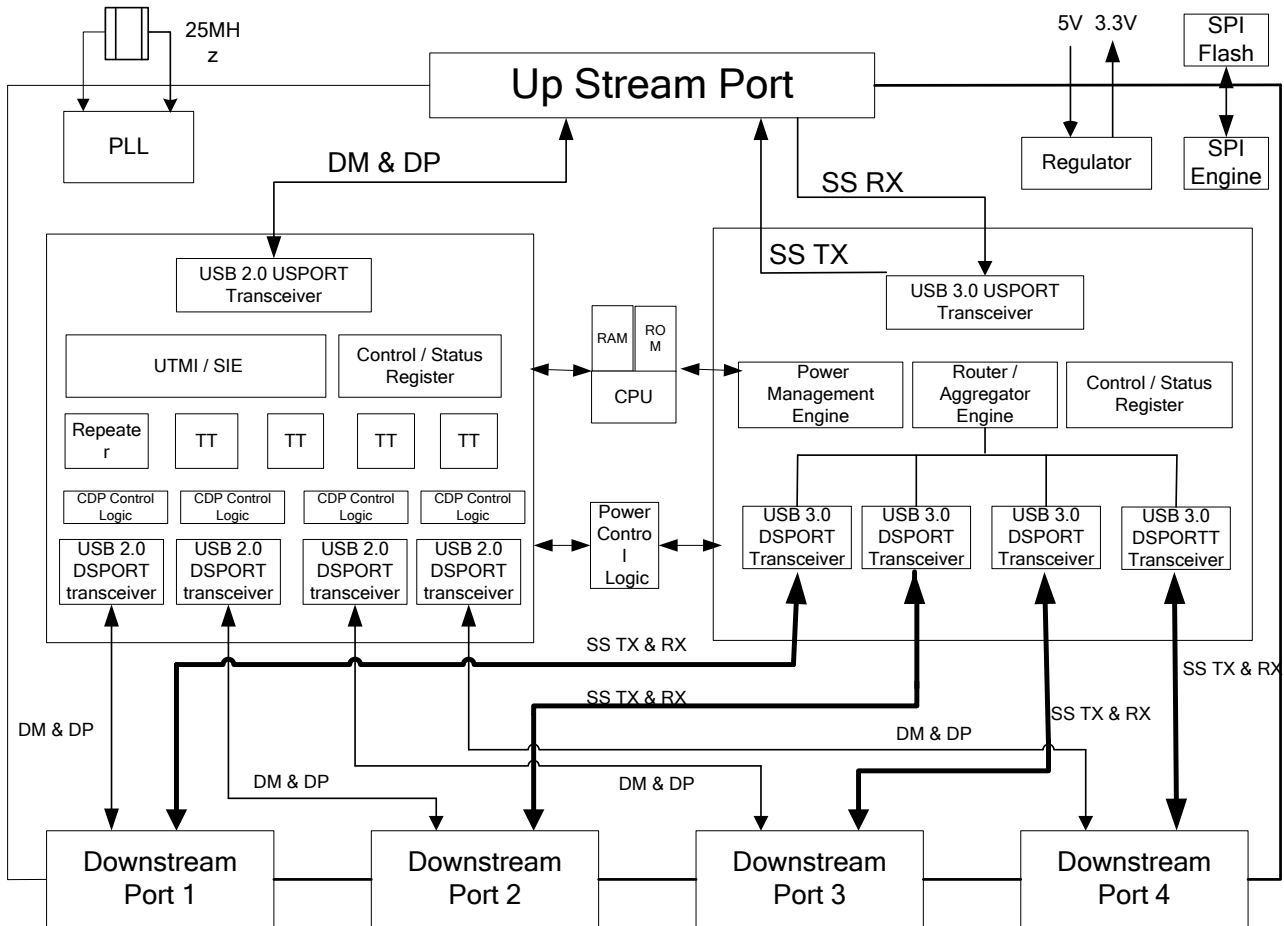 25MH
z
5V 3.3V
SPI
Flash
Up Stream Port
PLL
Regulator
SPI
Engine
DM & DP
SS RX
SS TX
USB 2.0 USPORT
Transceiver
USB 3.0 USPORT
Transceiver
UTMI / SIE
Control / Status
Register
RAM
RO
M
CPU
Power
Management
Engine
Router /
Aggregator
Engine
Control / Status
Register
Repeate
r
TT
TT
TT
TT
CDP Control
Logic
CDP Control
Logic
CDP Control
Logic
CDP Control
Logic
Power
Contro
l
Logic
USB 2.0
DSPORT
transceiver
USB 2.0
DSPORT
transceiver
USB 2.0
DSPORT
transceiver
USB 2.0
DSPORT
transceiver
USB 3.0
DSPORT
Transceiver
USB 3.0
DSPORT
Transceiver
USB 3.0
DSPORT
Transceiver
USB 3.0
DSPORTT
Transceiver
SS TX & RX
SS TX & RX
SS TX & RX
SS TX & RX
DM & DP
DM & DP
DM & DP
DM & DP
Downstream
Port 1
Downstream
Port 2
Downstream
Port 3
Downstream
Port 4